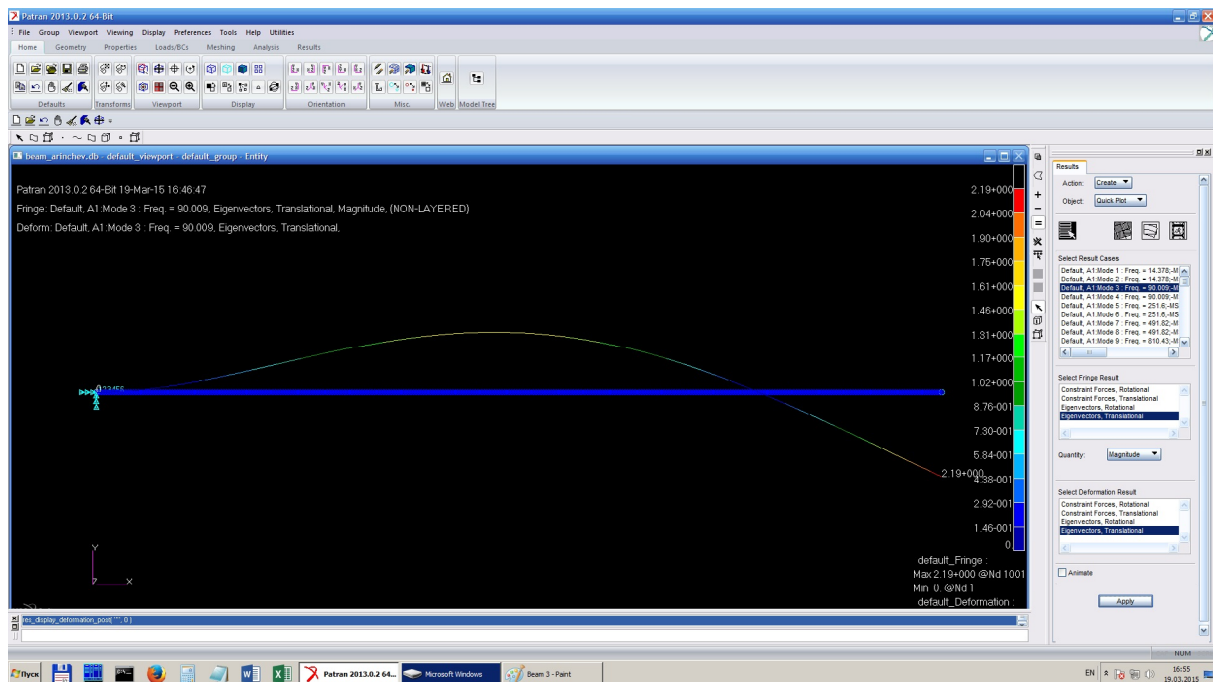 Patran 2013.0.2 64-Bit
File Group Viewport Viewing Display Preferences Tools Help Utilities
Home Geometry Properties Loads/BCs Meshing Analysis Results
Defaults Transforms Viewport Display Orientation Misc. Web Model Tree
beam_arinchev.db - default_viewport - default_group - Entity
Patran 2013.0.2 64-Bit 19-Mar-15 16:46:47
Fringe: Default, A1:Mode 3 : Freq. = 90.009, Eigenvectors, Translational, Magnitude, (NON-LAYERED)
Deform: Default, A1:Mode 3 : Freq. = 90.009, Eigenvectors, Translational,
2.19+000
2.04+000
1.90+000
1.75+000
1.61+000
1.46+000
1.31+000
1.17+000
1.02+000
8.76-001
7.30-001
5.84-001
4.38-001
2.92-001
1.46-001
0
2.19+000
Y
Z X
default_Fringe :
Max 2.19+000 @Nd 1001
Min 0. @Nd 1
default_Deformation :
res_display_deformation_post( "", 0 )
Results
Action: Create
Object: Quick Plot
Select Result Cases
Default, A1:Mode 1 : Freq. = 14.378;-M
Default, A1:Mode 2 : Freq. = 14.378;-M
Default, A1:Mode 3 : Freq. = 90.009;-M
Default, A1:Mode 4 : Freq. = 90.009;-M
Default, A1:Mode 5 : Freq. = 251.6;-MS
Default, A1:Mode 6 : Freq. = 251.6;-MS
Default, A1:Mode 7 : Freq. = 491.82;-M
Default, A1:Mode 8 : Freq. = 491.82;-M
Default, A1:Mode 9 : Freq. = 810.43;-M
Select Fringe Result
Constraint Forces, Rotational
Constraint Forces, Translational
Eigenvectors, Rotational
Eigenvectors, Translational
Quantity: Magnitude
Select Deformation Result
Constraint Forces, Rotational
Constraint Forces, Translational
Eigenvectors, Rotational
Eigenvectors, Translational
Animate
Apply
NUM
Пуск Patran 2013.0.2 64... Microsoft Windows Beam 3 - Paint EN 16:55
19.03.2015